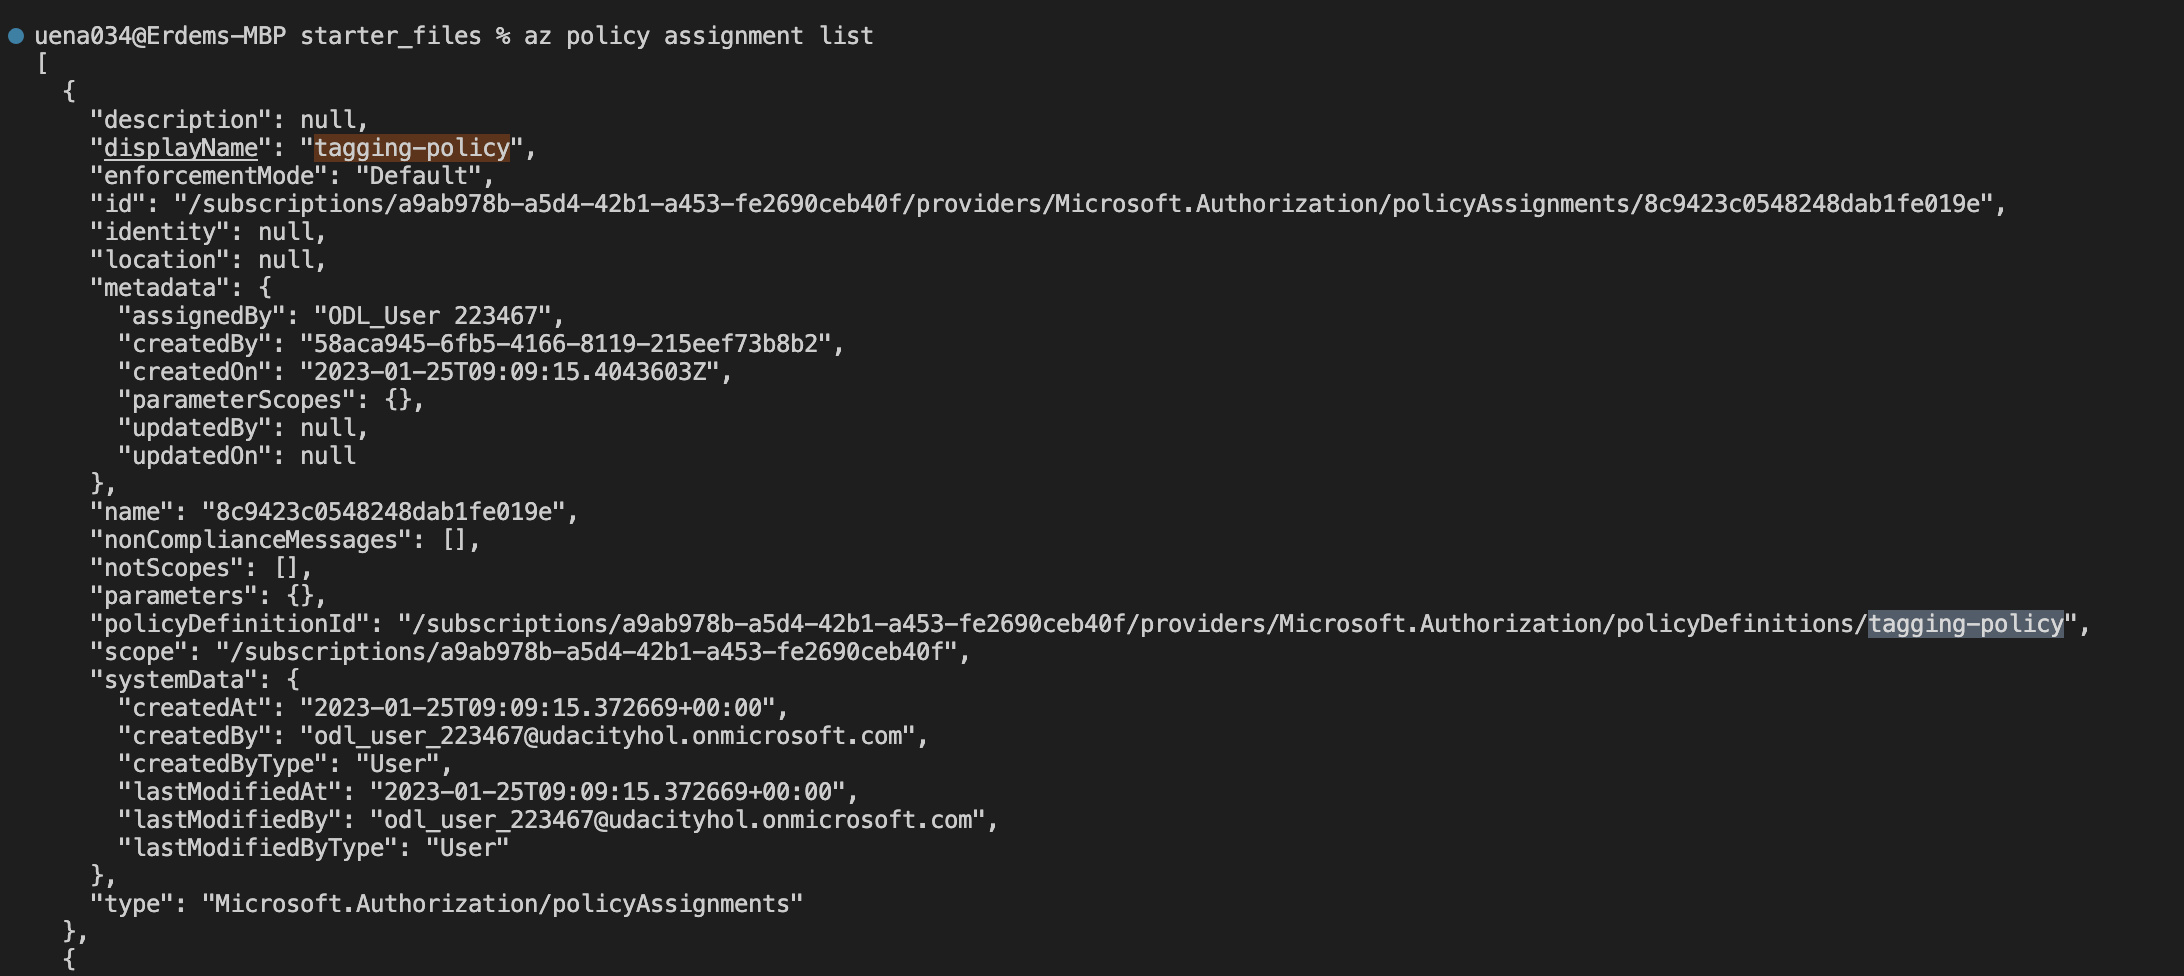 uena034@Erdems-MBP starter_files % az policy assignment list
[
  {
    "description": null,
    "displayName": "tagging-policy",
    "enforcementMode": "Default",
    "id": "/subscriptions/a9ab978b-a5d4-42b1-a453-fe2690ceb40f/providers/Microsoft.Authorization/policyAssignments/8c9423c0548248dab1fe019e",
    "identity": null,
    "location": null,
    "metadata": {
      "assignedBy": "ODL_User 223467",
      "createdBy": "58aca945-6fb5-4166-8119-215eef73b8b2",
      "createdOn": "2023-01-25T09:09:15.4043603Z",
      "parameterScopes": {},
      "updatedBy": null,
      "updatedOn": null
    },
    "name": "8c9423c0548248dab1fe019e",
    "nonComplianceMessages": [],
    "notScopes": [],
    "parameters": {},
    "policyDefinitionId": "/subscriptions/a9ab978b-a5d4-42b1-a453-fe2690ceb40f/providers/Microsoft.Authorization/policyDefinitions/tagging-policy",
    "scope": "/subscriptions/a9ab978b-a5d4-42b1-a453-fe2690ceb40f",
    "systemData": {
      "createdAt": "2023-01-25T09:09:15.372669+00:00",
      "createdBy": "odl_user_223467@udacityhol.onmicrosoft.com",
      "createdByType": "User",
      "lastModifiedAt": "2023-01-25T09:09:15.372669+00:00",
      "lastModifiedBy": "odl_user_223467@udacityhol.onmicrosoft.com",
      "lastModifiedByType": "User"
    },
    "type": "Microsoft.Authorization/policyAssignments"
  },
  {